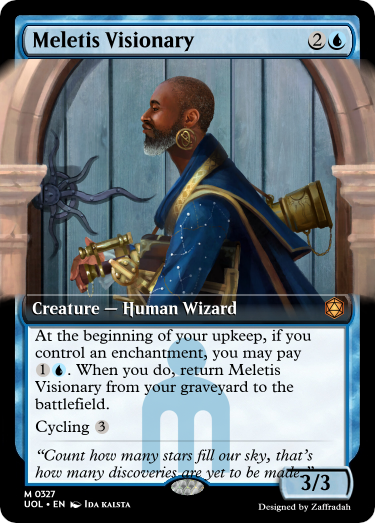 Meletis Visionary 2
Creature — Human Wizard
At the beginning of your upkeep, if you
control an enchantment, you may pay
1 . When you do, return Meletis
Visionary from your graveyard to the
battlefield.
Cycling 3
“Count how many stars fill our sky, that's
how many discoveries are yet to be made.”
3/3
M 0327
UOL • EN Ida kalsta
Designed by Zaffradah